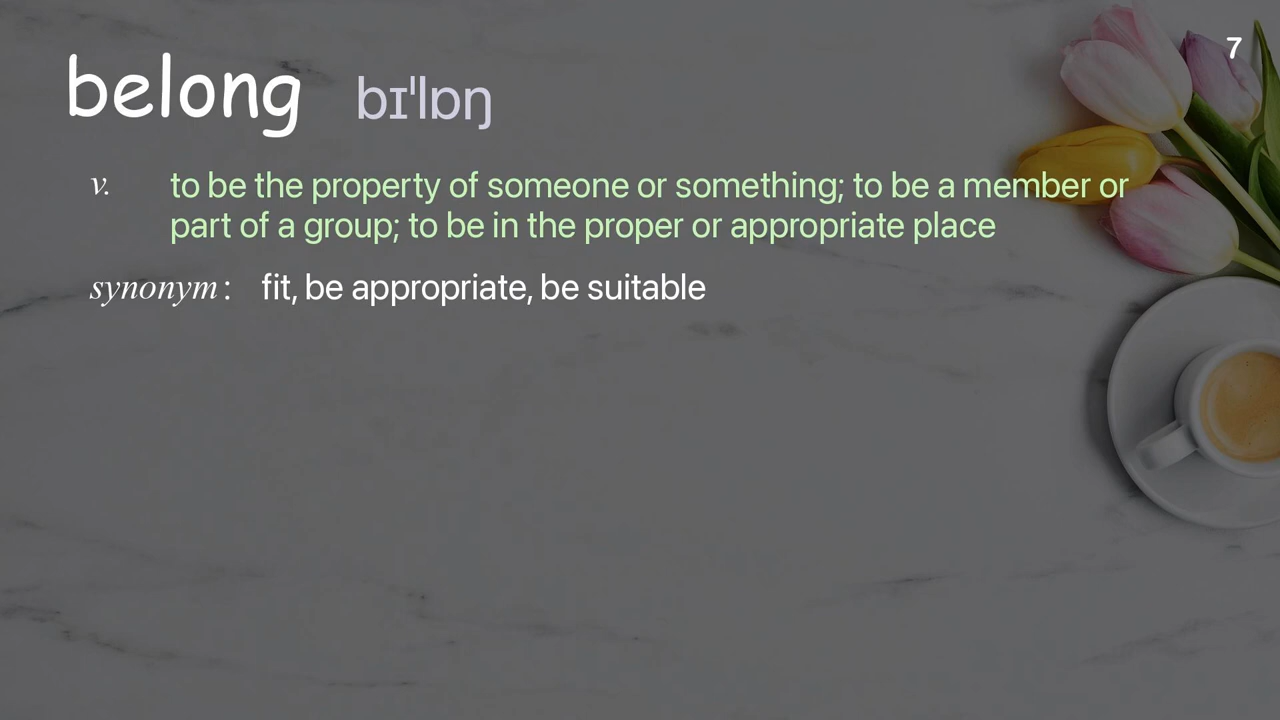 7
belong bɪˈlɒŋ
v. to be the property of someone or something; to be a member or
part of a group; to be in the proper or appropriate place
synonym : fit, be appropriate, be suitable